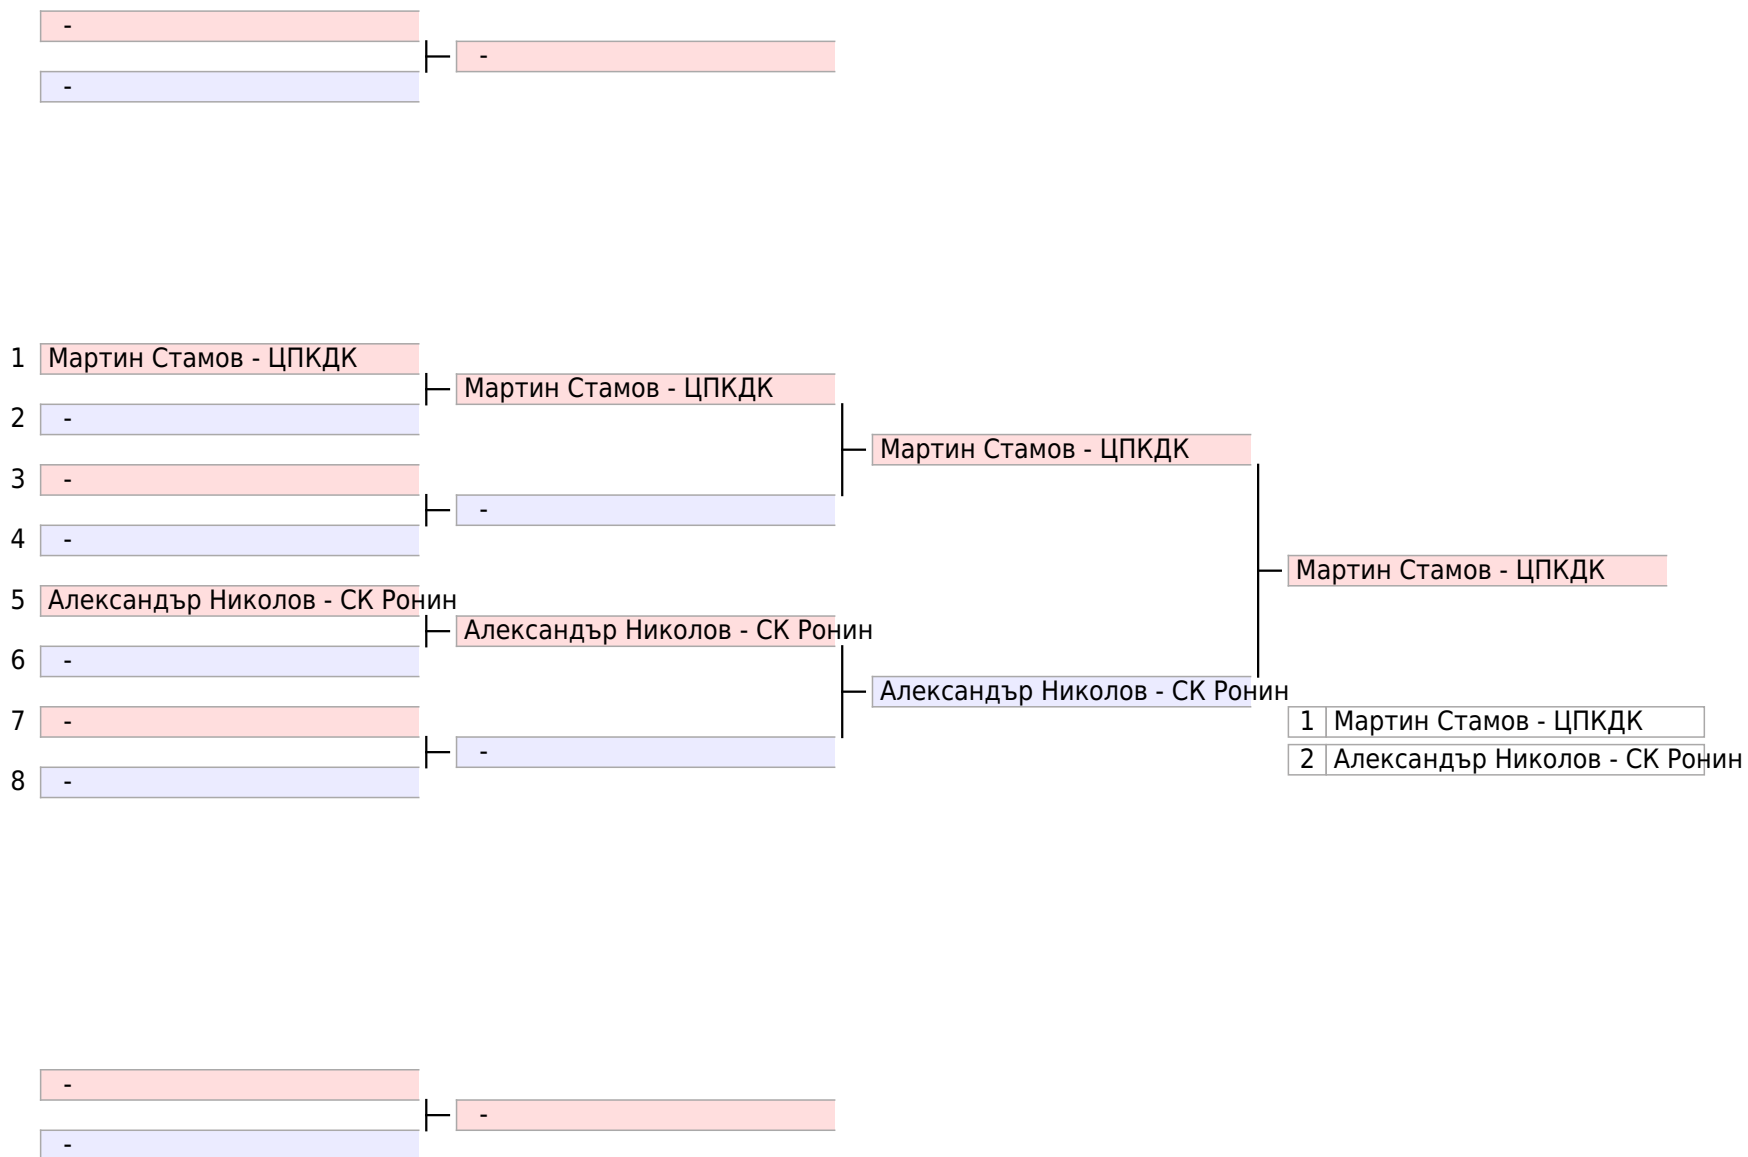 -
-
-
1 Мартин Стамов - ЦПКДК
Мартин Стамов - ЦПКДК
2 -
Мартин Стамов - ЦПКДК
3 -
-
4 -
Мартин Стамов - ЦПКДК
5 Александър Николов - СК Ронин
Александър Николов - СК Ронин
6 -
Александър Николов - СК Ронин
7 -
1 Мартин Стамов - ЦПКДК
-
2 Александър Николов - СК Ронин
8 -
-
-
-